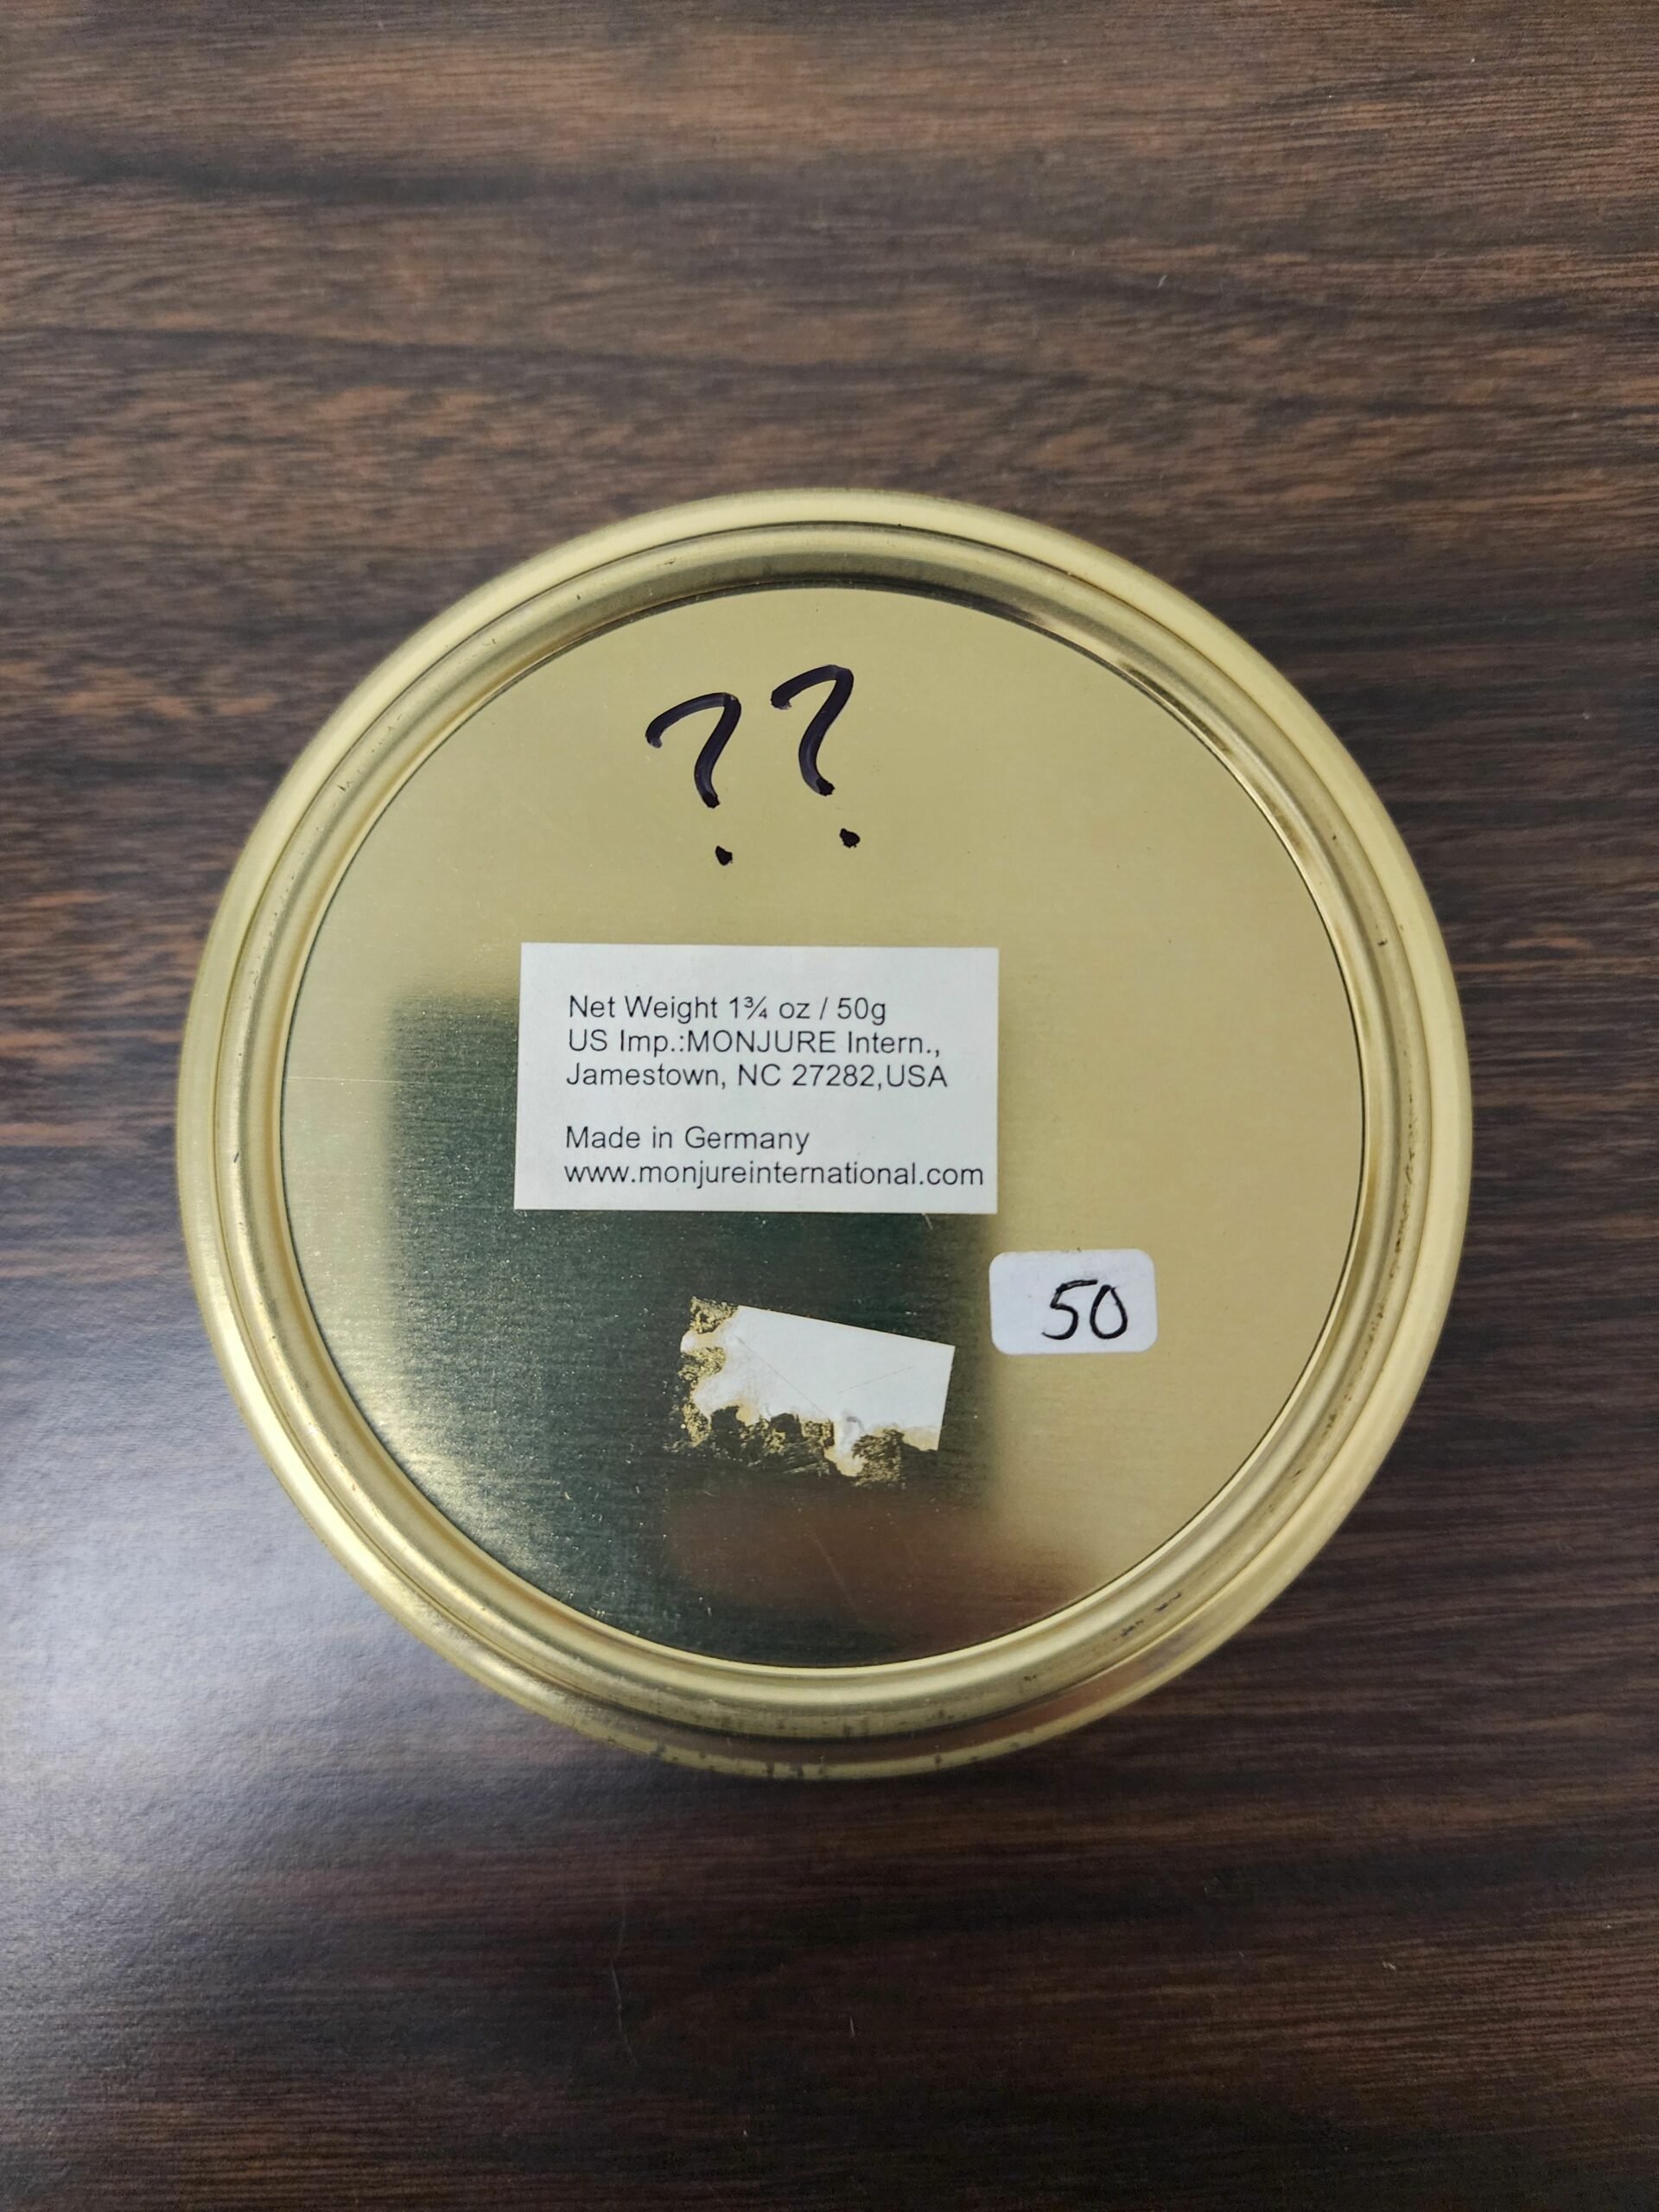 ??
Net Weight 1¾ oz / 50g
US Imp.:MONJURE Intern.,
Jamestown, NC 27282,USA
Made in Germany
www.monjureinternational.com
50